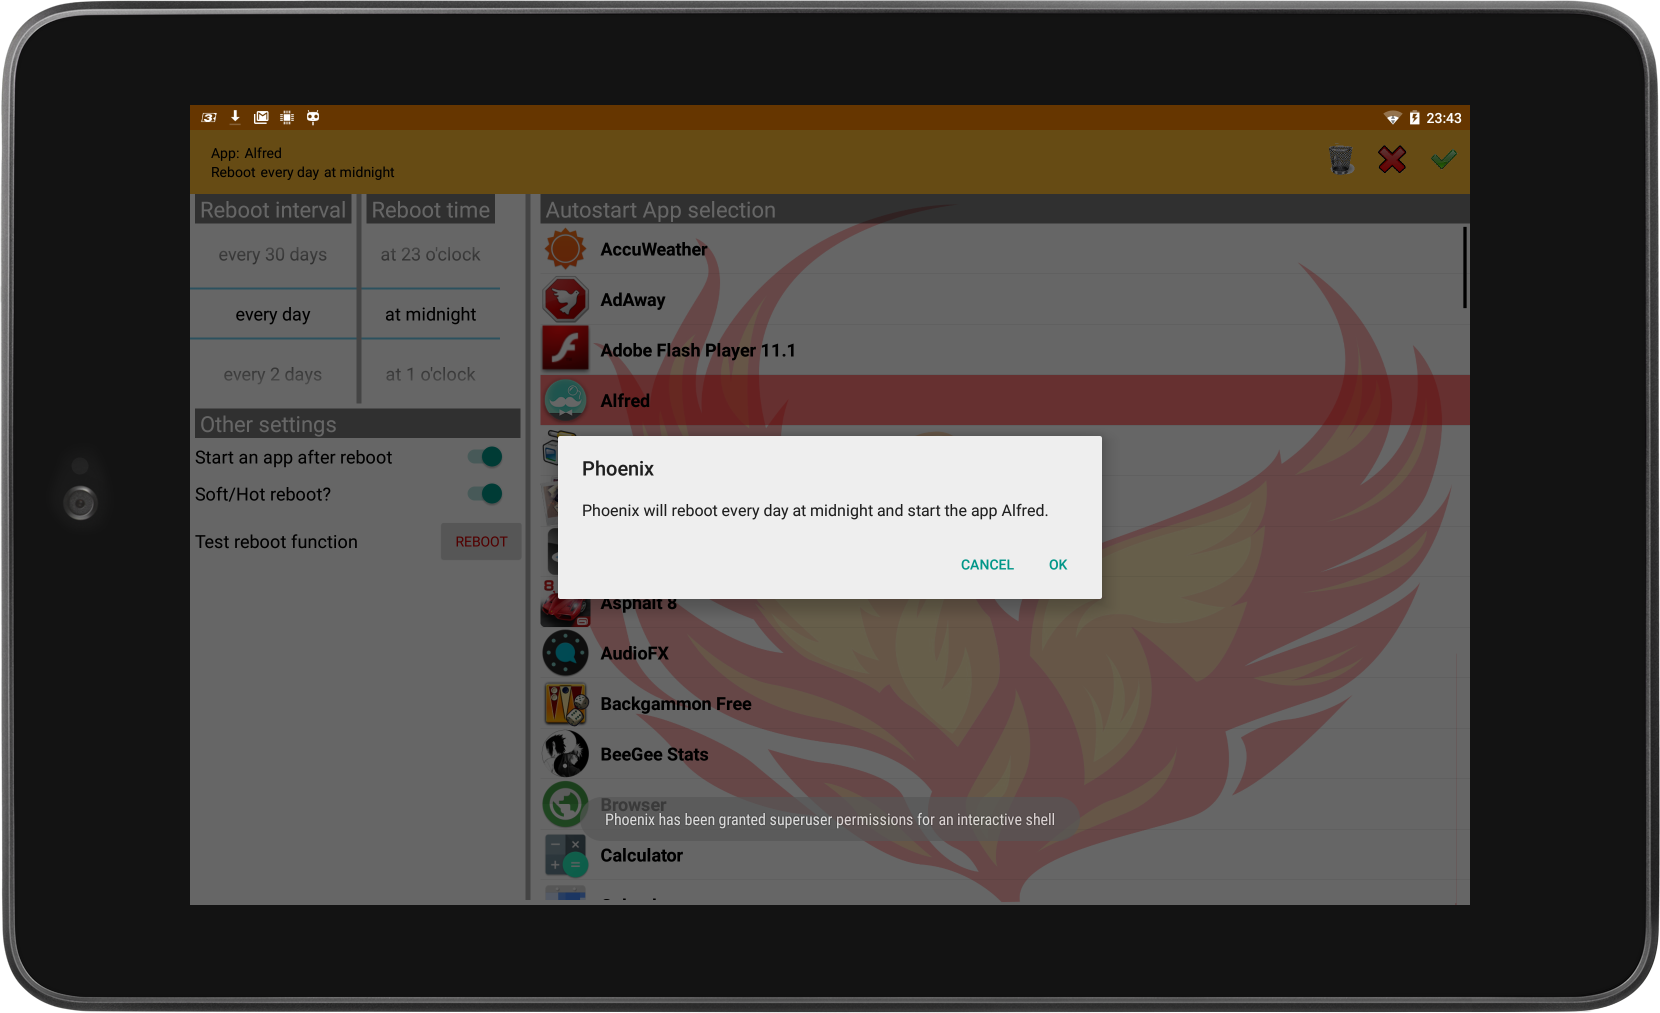 23:43
App: Alfred
Reboot every day at midnight
Reboot interval
Reboot time
every 30 days
at 23 o'clock
every day
at midnight
every 2 days
at 1 o'clock
Other settings
Start an app after reboot
Soft/Hot reboot?
Test reboot function
REBOOT
Autostart App selection
AccuWeather
AdAway
Adobe Flash Player 11.1
Alfred
Phoenix
Phoenix will reboot every day at midnight and start the app Alfred.
CANCEL
OK
8
Asphalt 8
AudioFX
Backgammon Free
BeeGee Stats
Browser
Phoenix has been granted superuser permissions for an interactive shell
Calculator